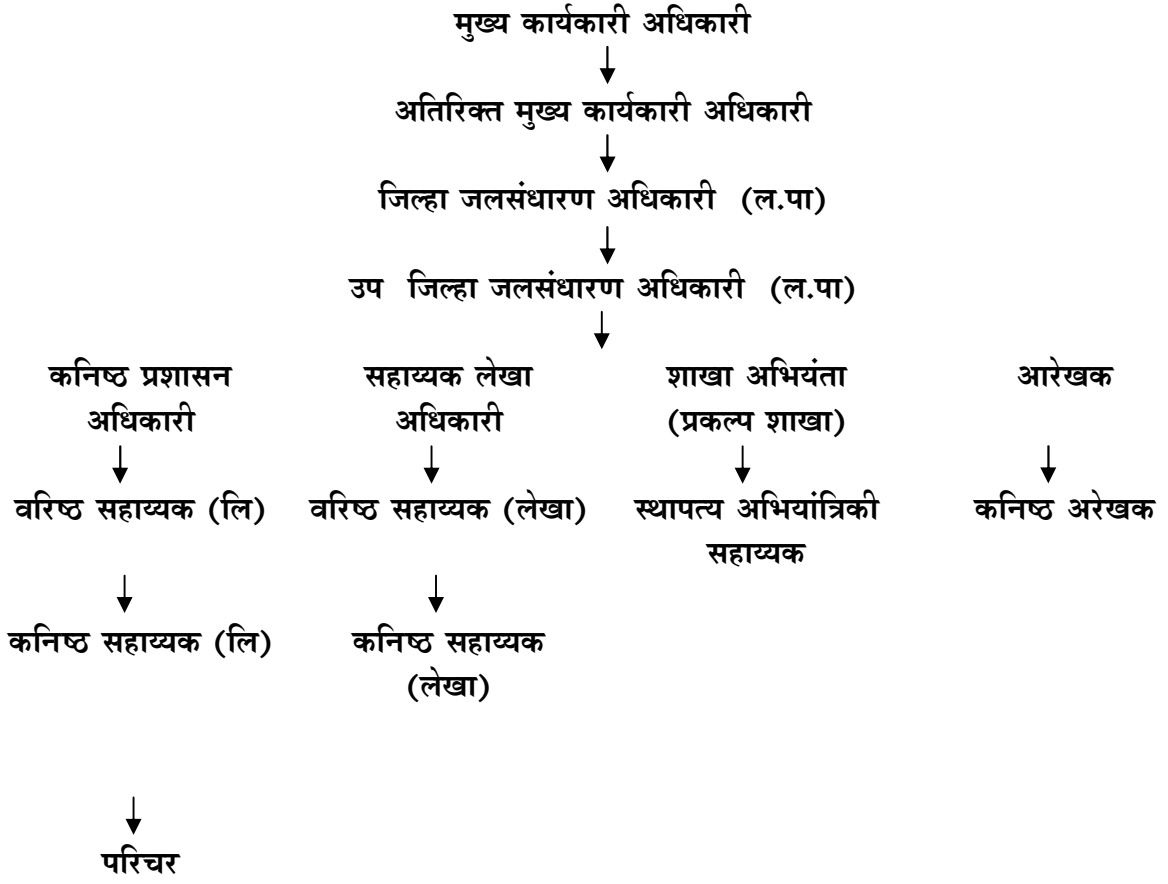 मुख्य कार्यकारी अधिकारी
अतिरिक्त मुख्य कार्यकारी अधिकारी
जिल्हा जलसंधारण अधिकारी (ल.पा)
उप जिल्हा जलसंधारण अधिकारी (ल.पा)
कनिष्ठ प्रशासन
अधिकारी
सहाय्यक लेखा
अधिकारी
शाखा अभियंता
(प्रकल्प शाखा)
आरेखक
वरिष्ठ सहाय्यक (लि)
वरिष्ठ सहाय्यक (लेखा)
स्थापत्य अभियांत्रिकी
सहाय्यक
कनिष्ठ अरेखक
कनिष्ठ सहाय्यक (लि)
कनिष्ठ सहाय्यक
(लेखा)
परिचर